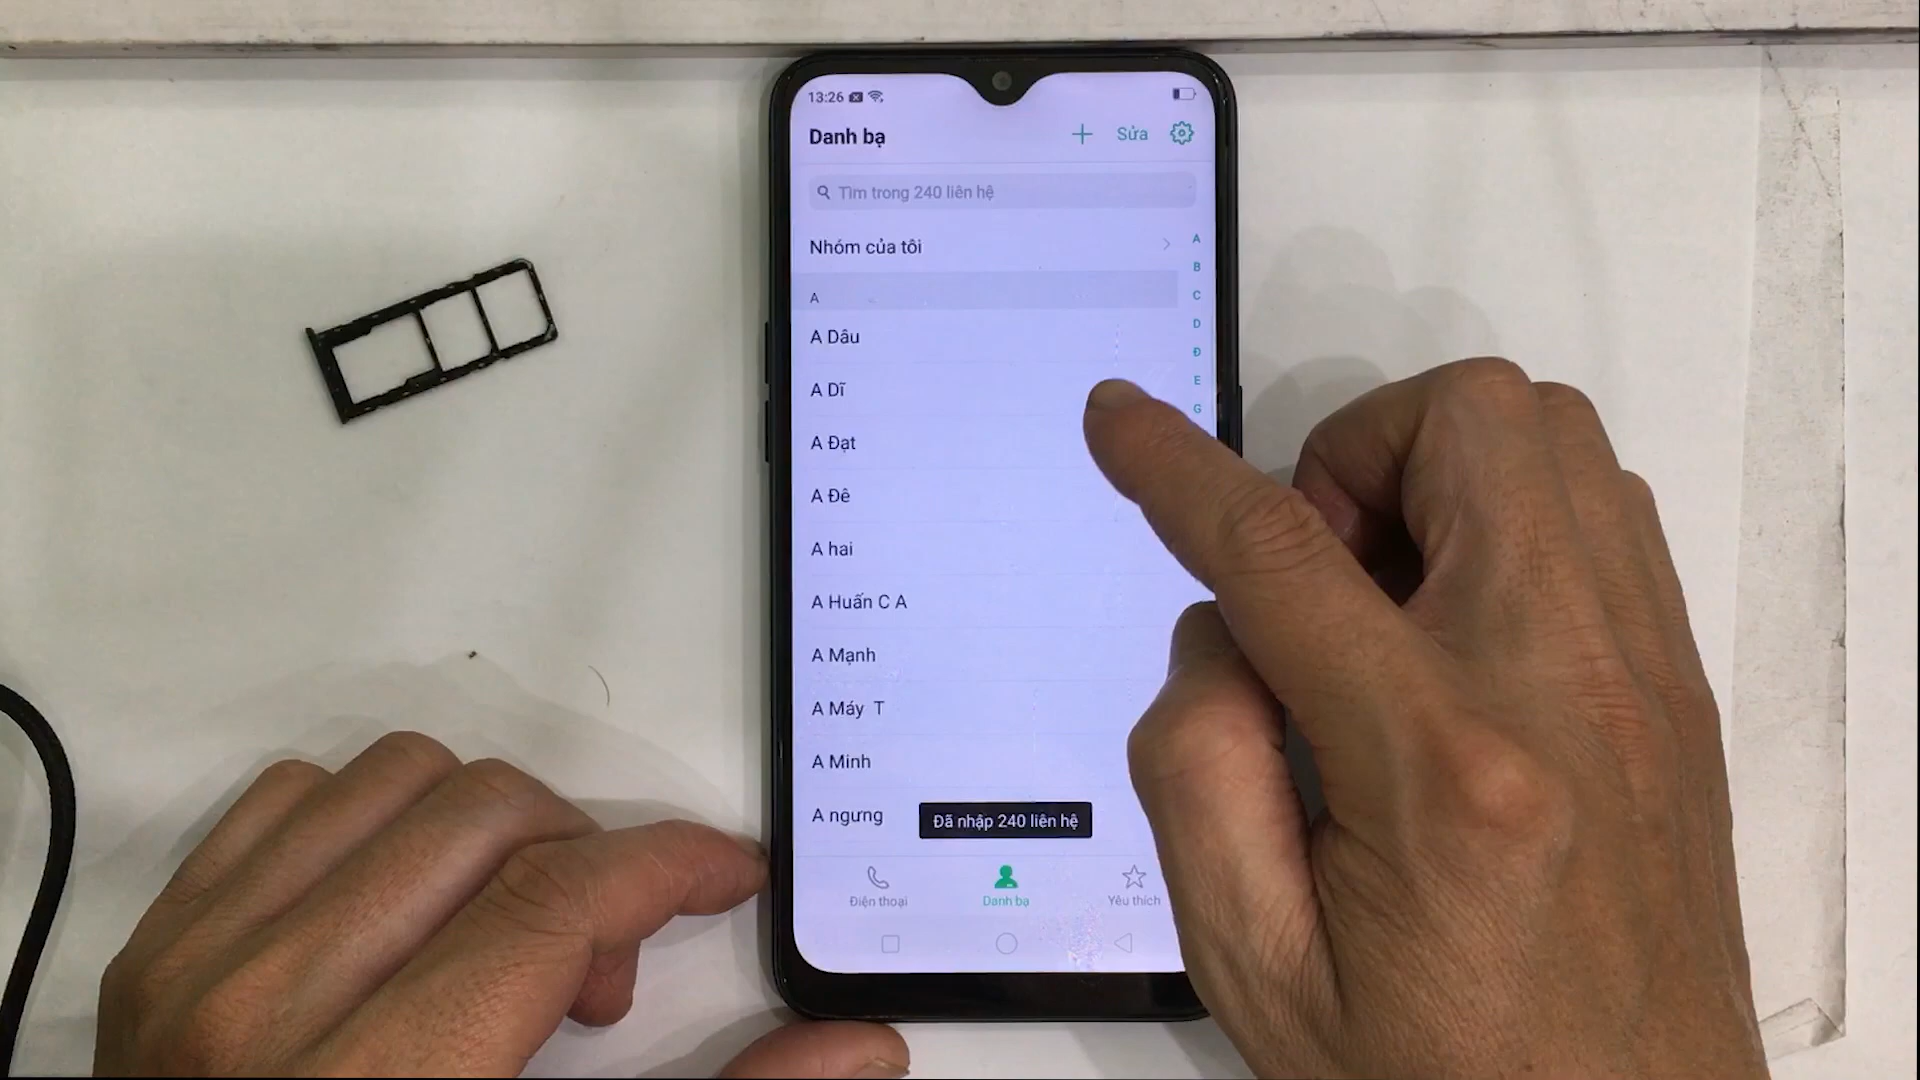 13:26
Danh bạ
Sửa
Tìm trong 240 liên hệ
Nhóm của tôi
A
A Dâu
A Dĩ
A Đạt
A Đê
A hai
A Huấn C A
A Mạnh
A Máy  T
A Minh
A ngưng
A
B
C
D
Đ
E
G
Đã nhập 240 liên hệ
Điện thoại
Danh bạ
Yêu thích